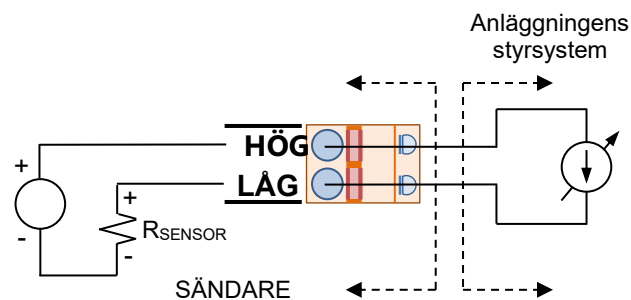 Anläggningens
styrsystem
HÖG
+
LÅG
+
-
RSENSOR
-
SÄNDARE